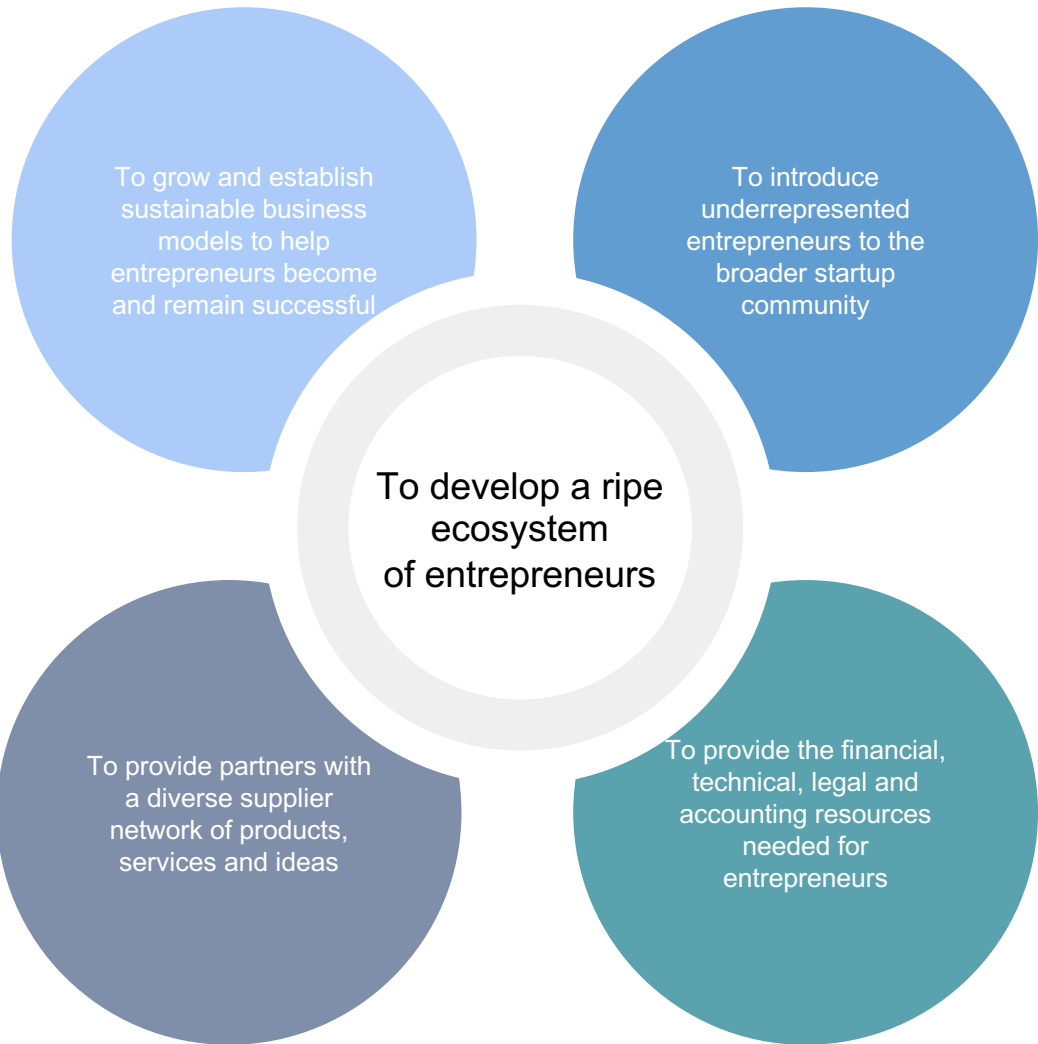 To grow and establish
sustainable business
models to help
entrepreneurs become
and remain successful
To introduce
underrepresented
entrepreneurs to the
broader startup
community
To develop a ripe
ecosystem
of entrepreneurs
To provide partners with
a diverse supplier
network of products,
services and ideas
To provide the financial,
technical, legal and
accounting resources
needed for
entrepreneurs